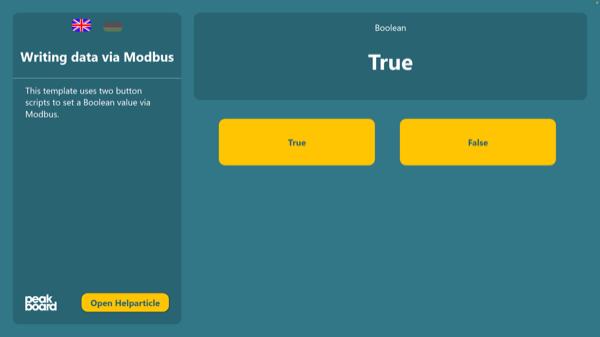 Writing data via Modbus
This template uses two button
scripts to set a Boolean value via
Modbus.
peak
board
Open Helparticle
Boolean
True
True
False